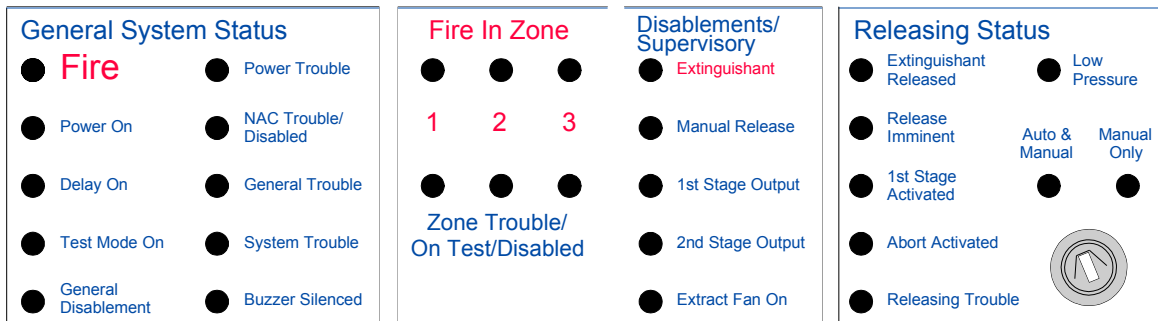 General System Status
Fire
Power Trouble
Power On
NAC Trouble/
Disabled
Delay On
General Trouble
Test Mode On
System Trouble
General
Disablement
Buzzer Silenced
Fire In Zone
1 2 3
Zone Trouble/
On Test/Disabled
Disablements/
Supervisory
Extinguishant
Manual Release
1st Stage Output
2nd Stage Output
Extract Fan On
Releasing Status
Extinguishant
Released
Low
Pressure
Release
Imminent
Auto &
Manual
Manual
Only
1st Stage
Activated
Abort Activated
Releasing Trouble